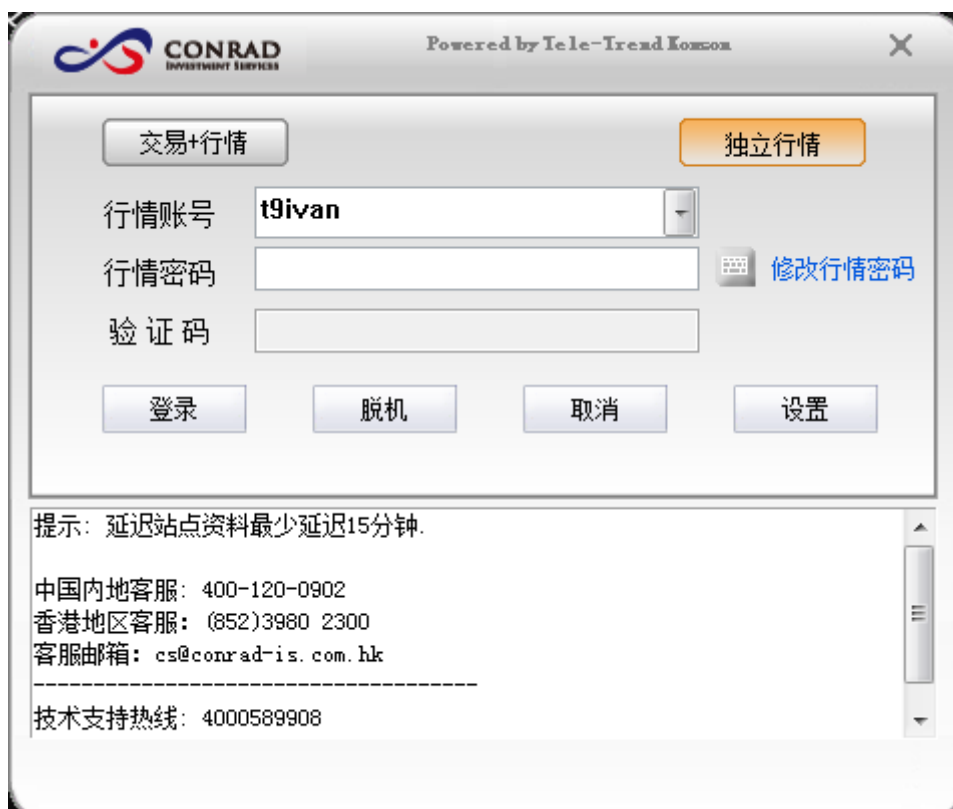 CONRAD
INVESTMENT SERVICES
Powered by Tele-Trend Konson
交易+行情
独立行情
行情账号 t9ivan
行情密码 修改行情密码
验 证 码
登录 脱机 取消 设置
提示: 延迟站点资料最少延迟15分钟.
中国内地客服: 400-120-0902
香港地区客服: (852)3980 2300
客服邮箱: cs@conrad-is.com.hk
-------------------------------------
技术支持热线: 4000589908